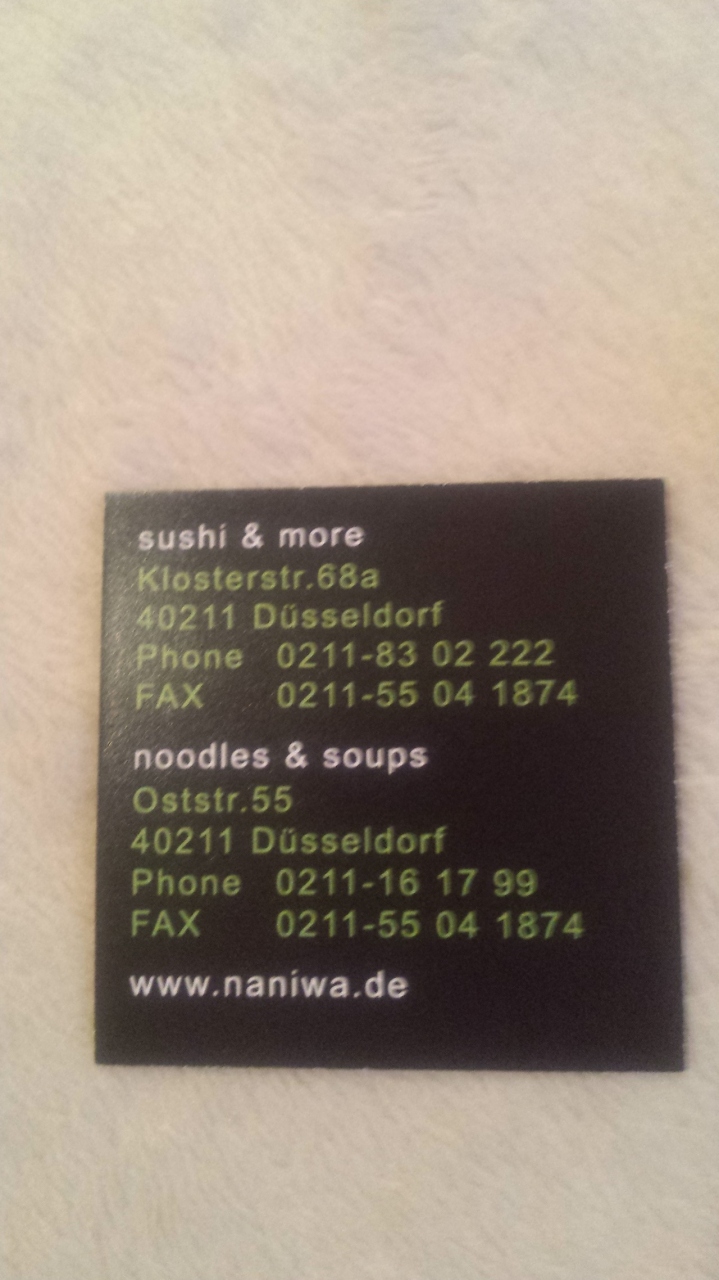 sushi & more
Klosterstr.68a
40211 Düsseldorf
Phone 0211-83 02 222
FAX 0211-55 04 1874
noodles & soups
Oststr.55
40211 Düsseldorf
Phone 0211-16 17 99
FAX 0211-55 04 1874
www.naniwa.de